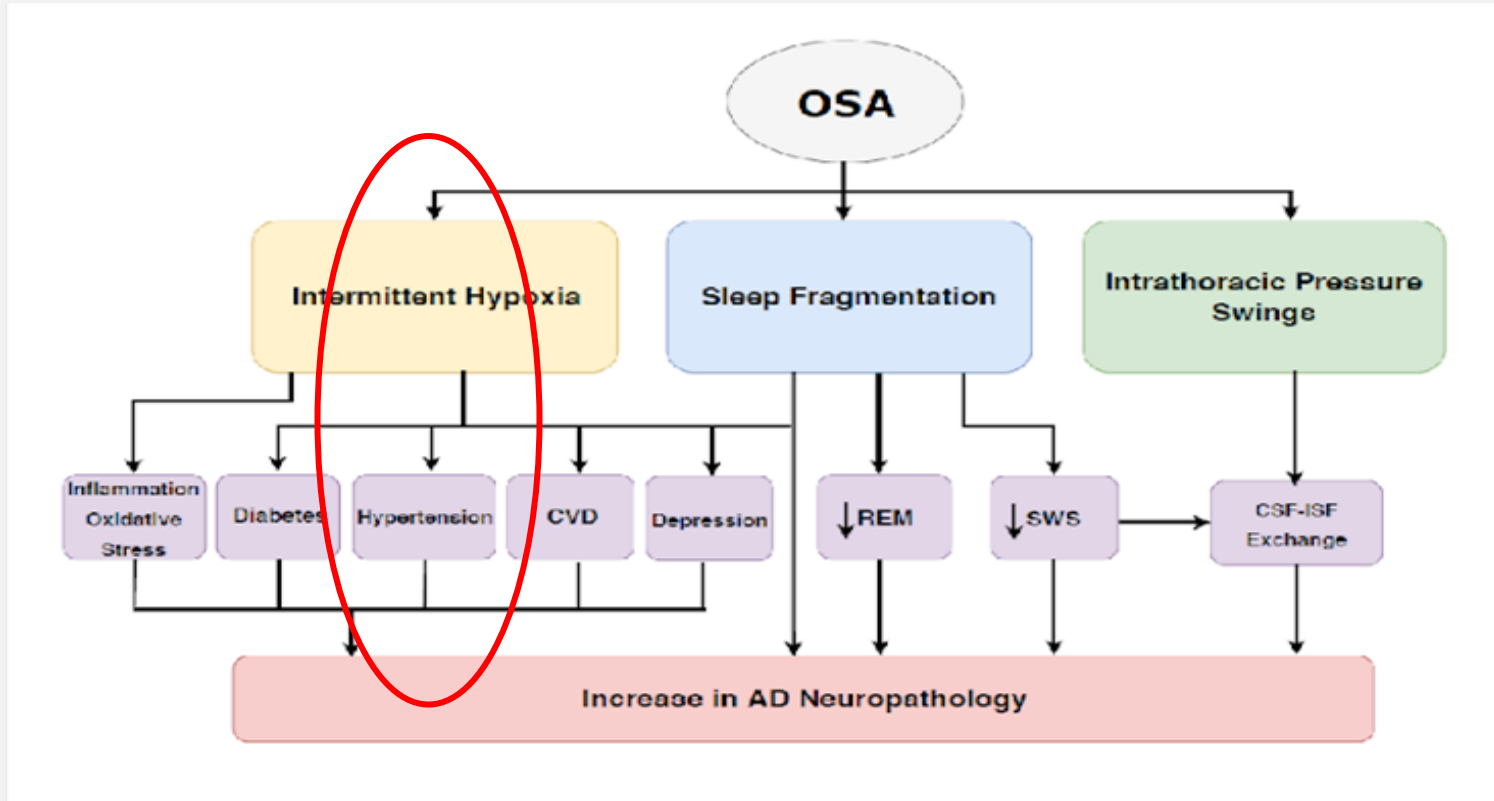 OSA
Intermittent Hypoxia
Sleep Fragmentation
Intrathoracic Pressure
Swinge
Inflammation
Oxidative
Stress
Diabetes
Hypertension
CVD
Depression
↓REM
↓SWS
CSF-ISF
Exchange
Increase in AD Neuropathology